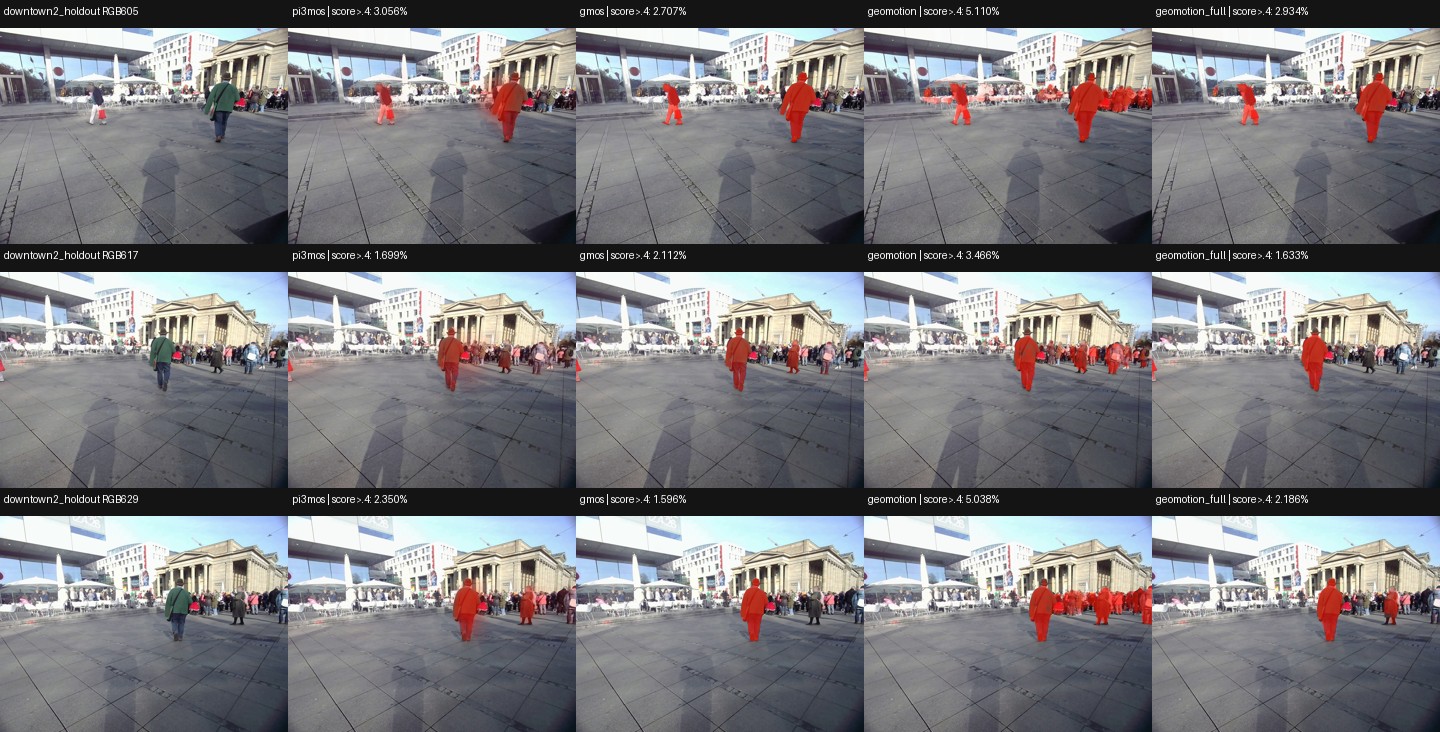 downtown2_holdout RGB605
pi3mos | score>.4: 3.056%
gmos | score>.4: 2.707%
geomotion | score>.4: 5.110%
geomotion_full | score>.4: 2.934%
downtown2_holdout RGB617
pi3mos | score>.4: 1.699%
gmos | score>.4: 2.112%
geomotion | score>.4: 3.466%
geomotion_full | score>.4: 1.633%
downtown2_holdout RGB629
pi3mos | score>.4: 2.350%
gmos | score>.4: 1.596%
geomotion | score>.4: 5.038%
geomotion_full | score>.4: 2.186%